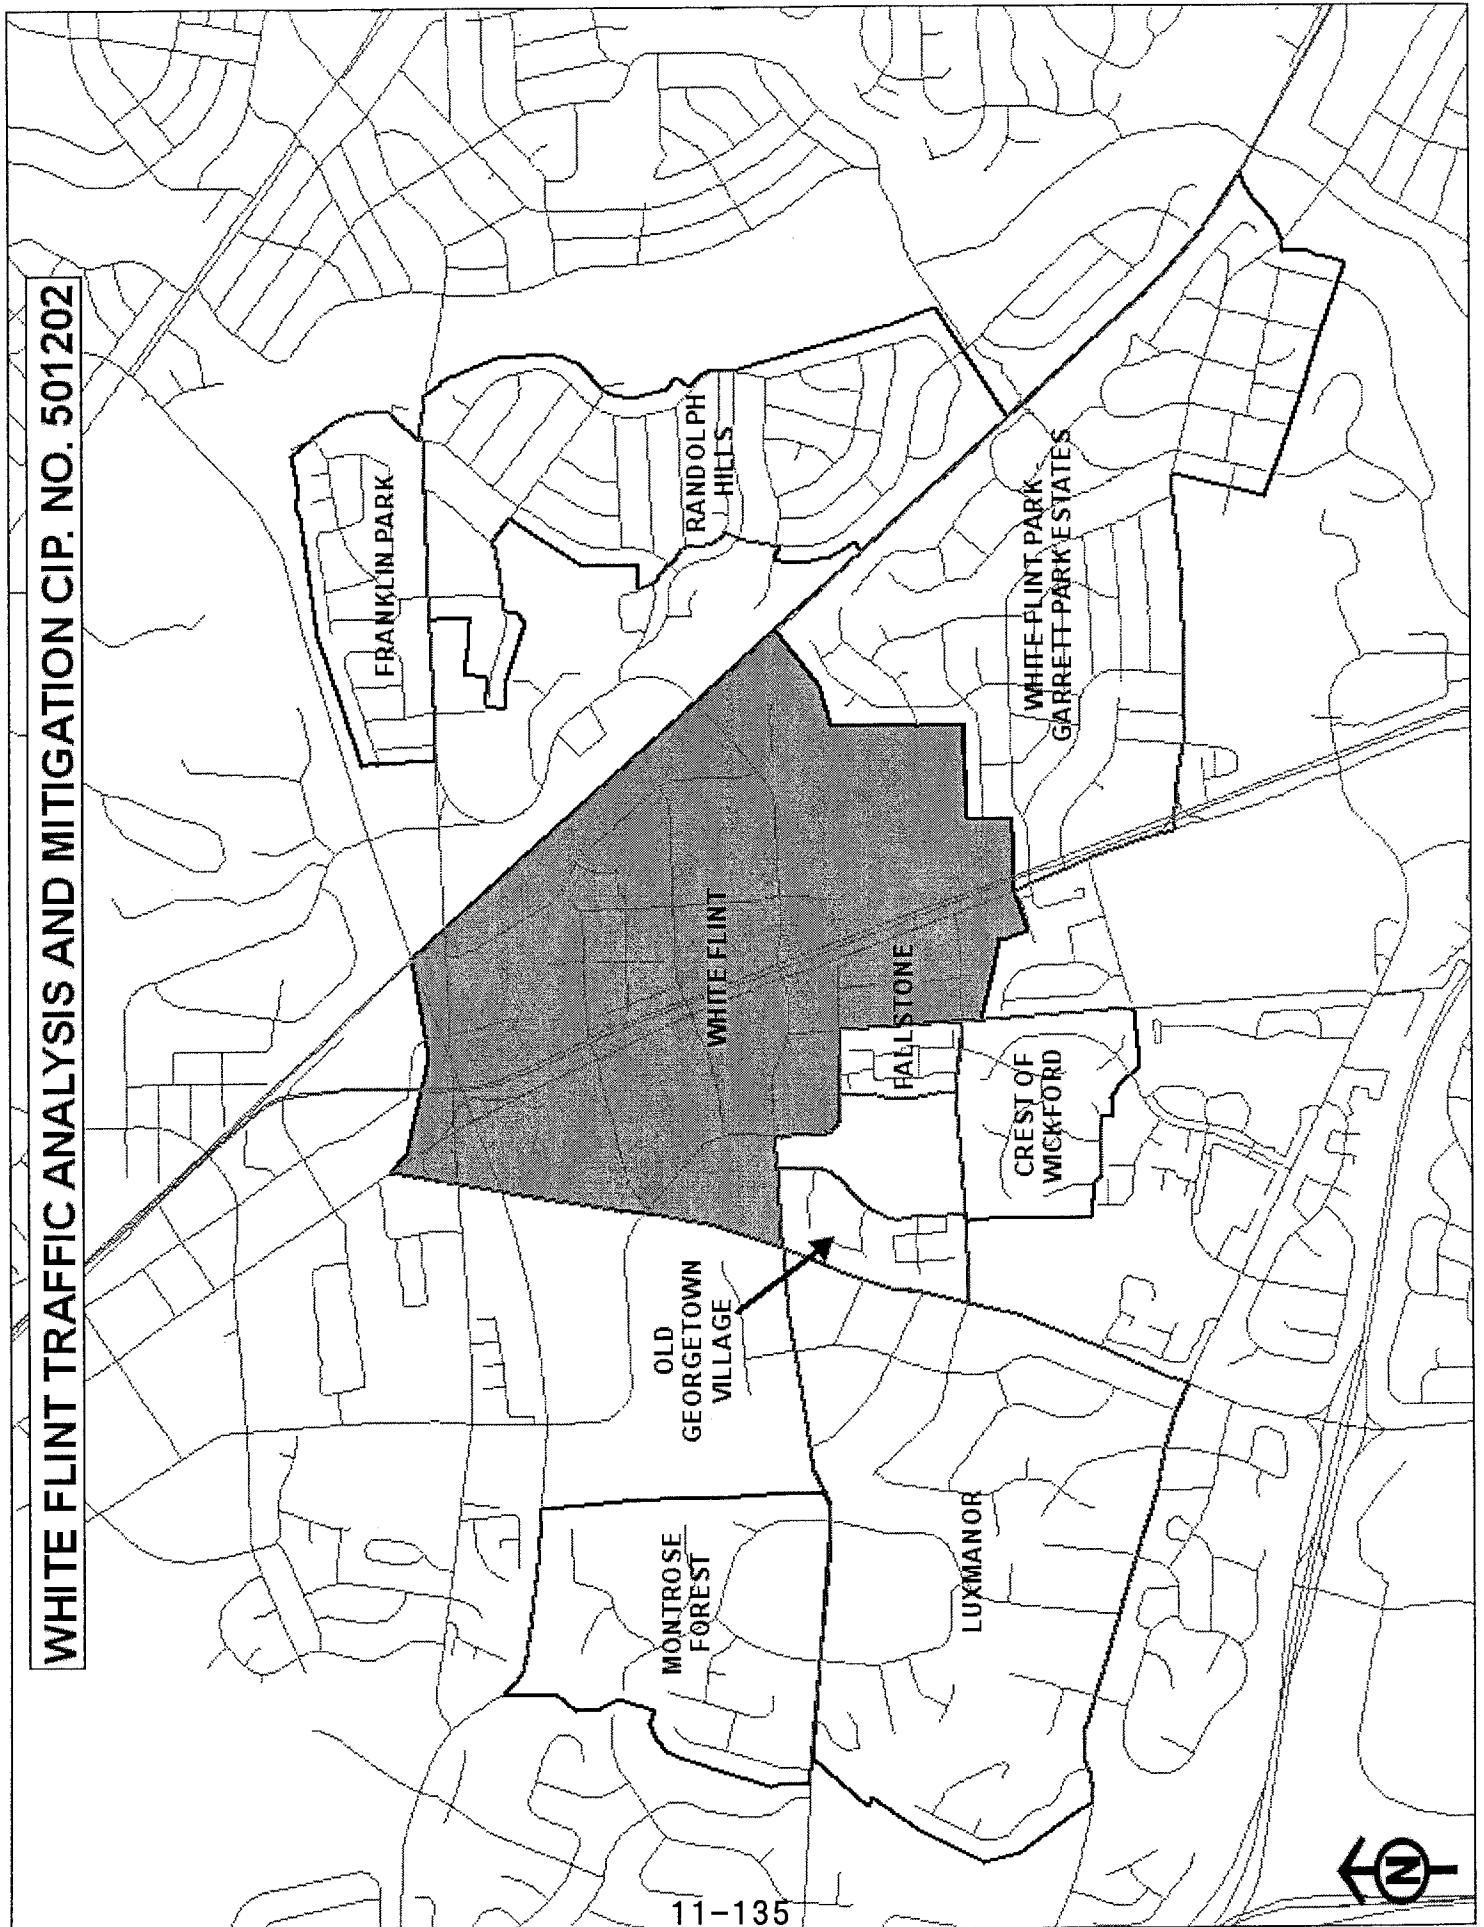 WHITE FLINT TRAFFIC ANALYSIS AND MITIGATION CIP. NO. 501202
FRANKLIN PARK
RANDOLPH
HILLS
MONTROSE
FOREST
OLD
GEORGETOWN
VILLAGE
WHITE FLINT
FALLSTONE
LUXMANOR
CREST OF
WICKFORD
WHITE FLINT PARK -
GARRETT PARK ESTATES
N
11-135